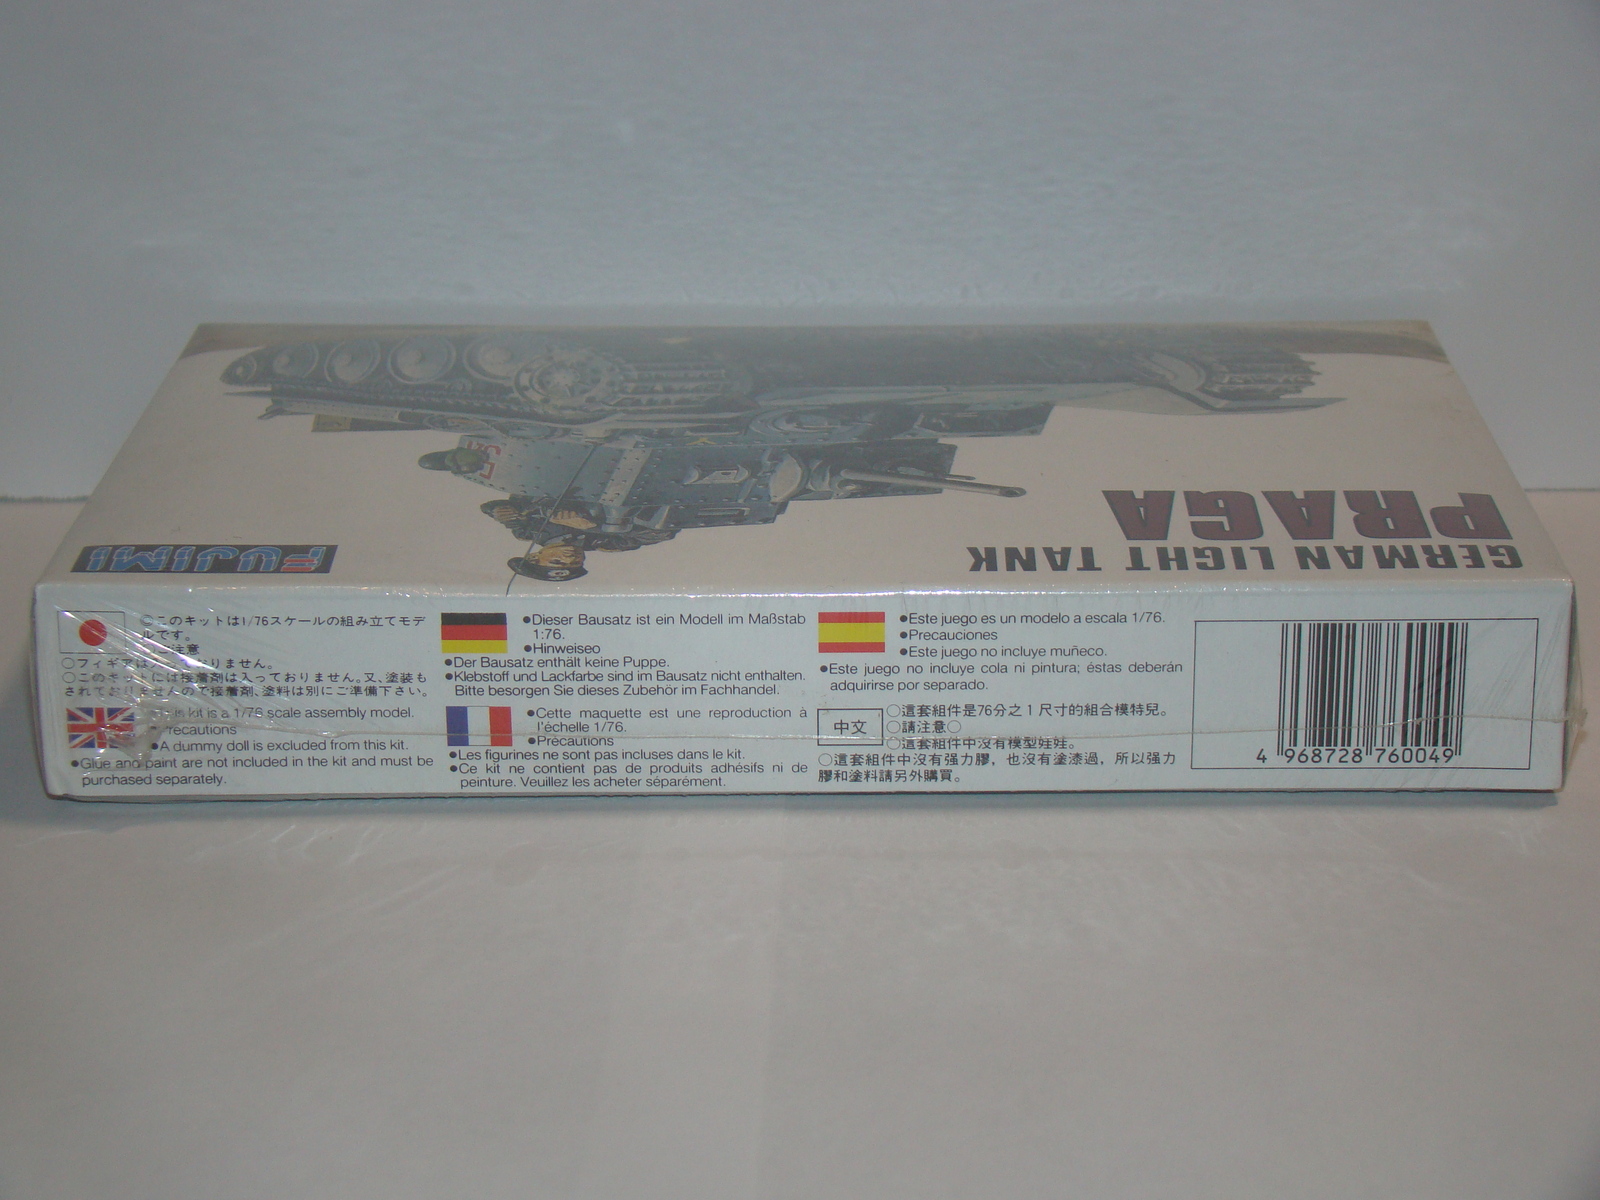 GERMAN LIGHT TANK
PRAGA
FUJIMI
○このキットは1/76スケールの組み立てモデ
ルです。
ご注意
○フィギアは おりません。
○このキットには接着剤は入っておりません。又、塗装も
されておりませんので接着剤、塗料は別にご準備下さい。
This kit is a 1/76 scale assembly model.
Precautions
●A dummy doll is excluded from this kit.
●Glue and paint are not included in the kit and must be
purchased separately.
●Dieser Bausatz ist ein Modell im Maßstab
1:76.
●Hinweiseo
●Der Bausatz enthält keine Puppe.
●Klebstoff und Lackfarbe sind im Bausatz nicht enthalten.
Bitte besorgen Sie dieses Zubehör im Fachhandel.
●Cette maquette est une reproduction à
l'échelle 1/76.
●Précautions
●Les figurines ne sont pas incluses dans le kit.
●Ce kit ne contient pas de produits adhésifs ni de
peinture. Veuillez les acheter séparément.
●Este juego es un modelo a escala 1/76.
●Precauciones
●Este juego no incluye muñeco.
●Este juego no incluye cola ni pintura; éstas deberán
adquirirse por separado.
中文
○這套組件是76分之1尺寸的組合模特兒。
○請注意○
○這套組件中沒有模型娃娃。
○這套組件中沒有强力膠，也沒有塗漆過，所以强力
膠和塗料請另外購買。
4 968728 760049